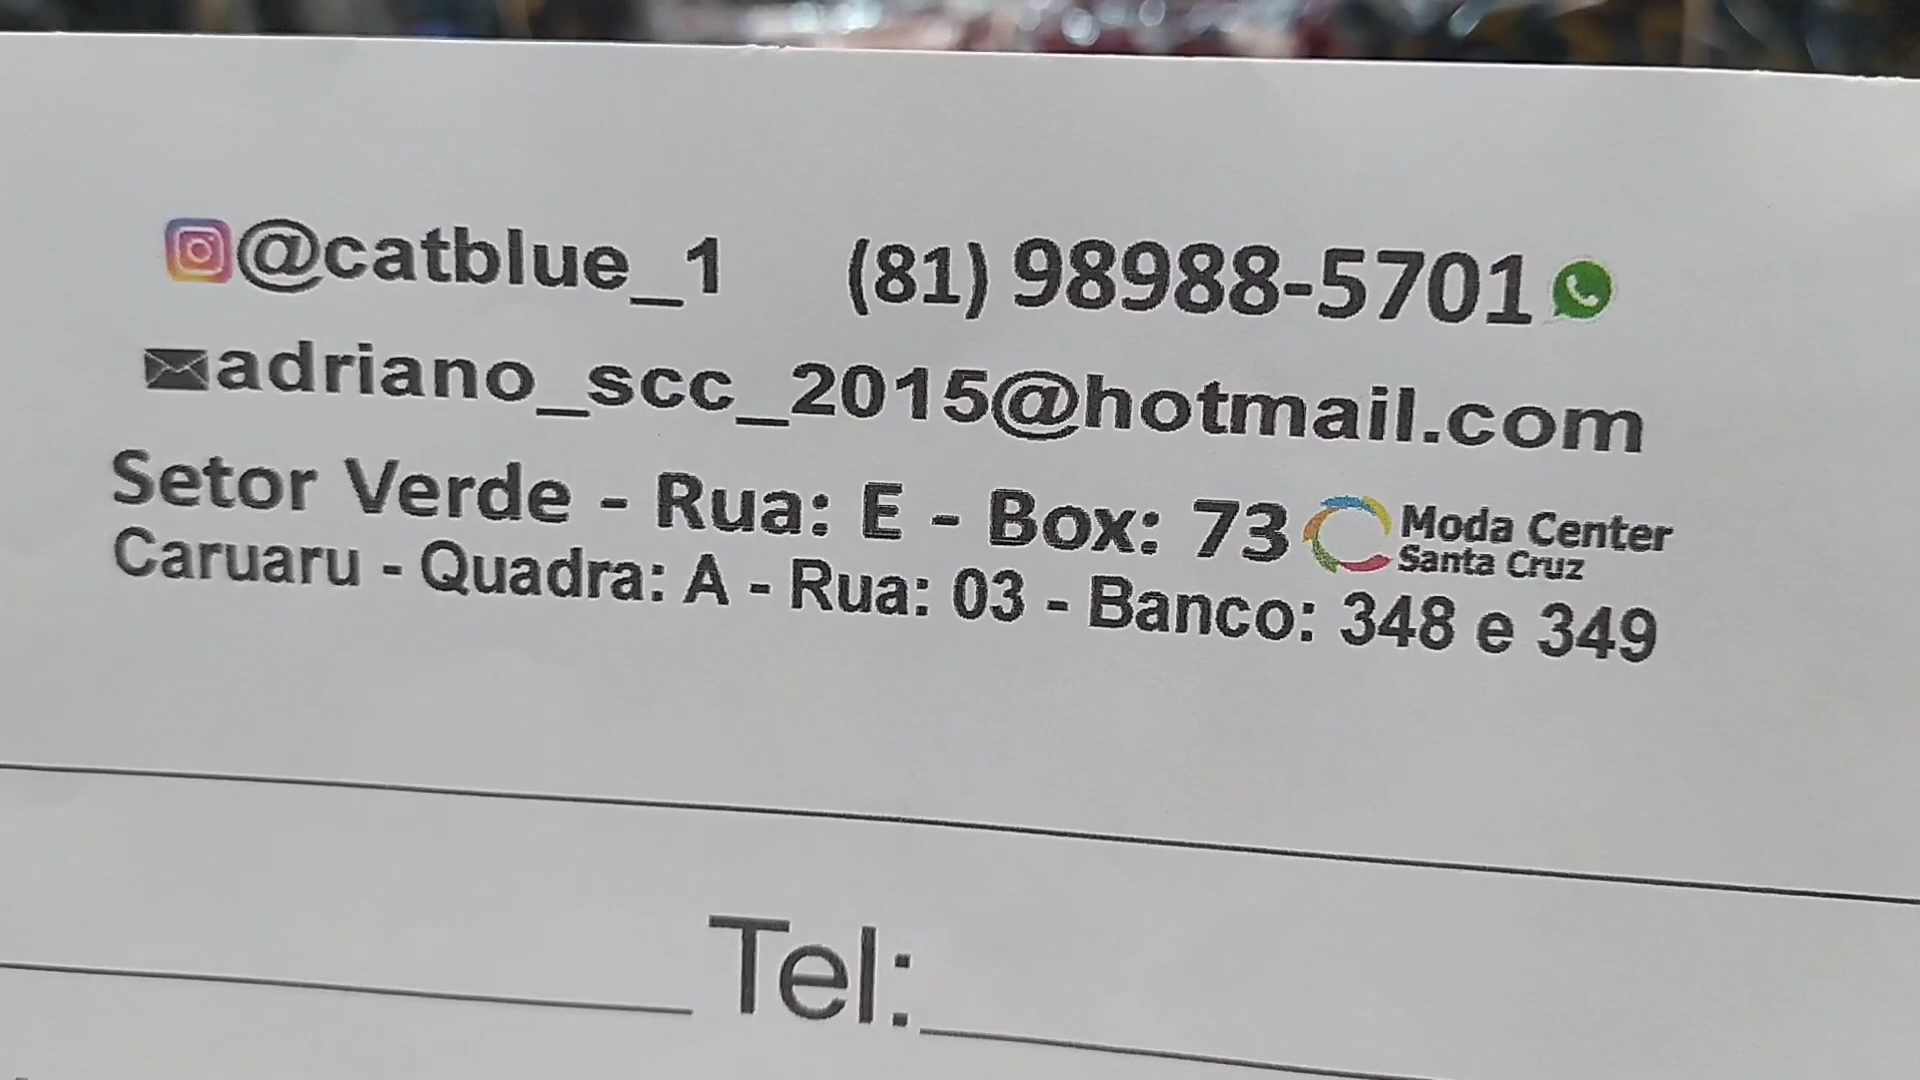 @catblue_1 (81) 98988-5701
adriano_scc_2015@hotmail.com
Setor Verde - Rua: E - Box: 73 Moda Center
Santa Cruz
Caruaru - Quadra: A - Rua: 03 - Banco: 348 e 349
Tel: